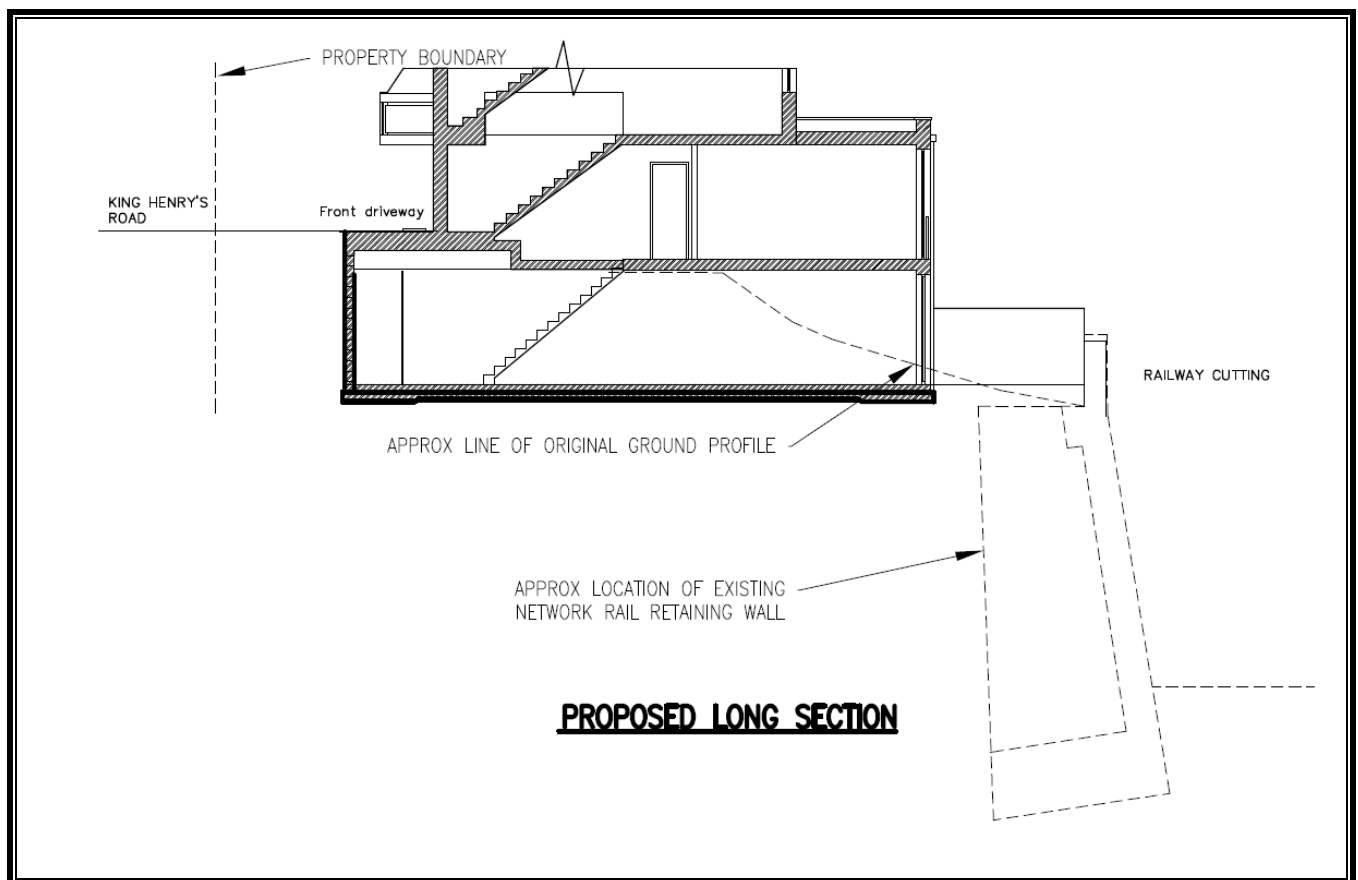 PROPERTY BOUNDARY
KING HENRY'S
ROAD
Front driveway
RAILWAY CUTTING
APPROX LINE OF ORIGINAL GROUND PROFILE
APPROX LOCATION OF EXISTING
NETWORK RAIL RETAINING WALL
PROPOSED LONG SECTION